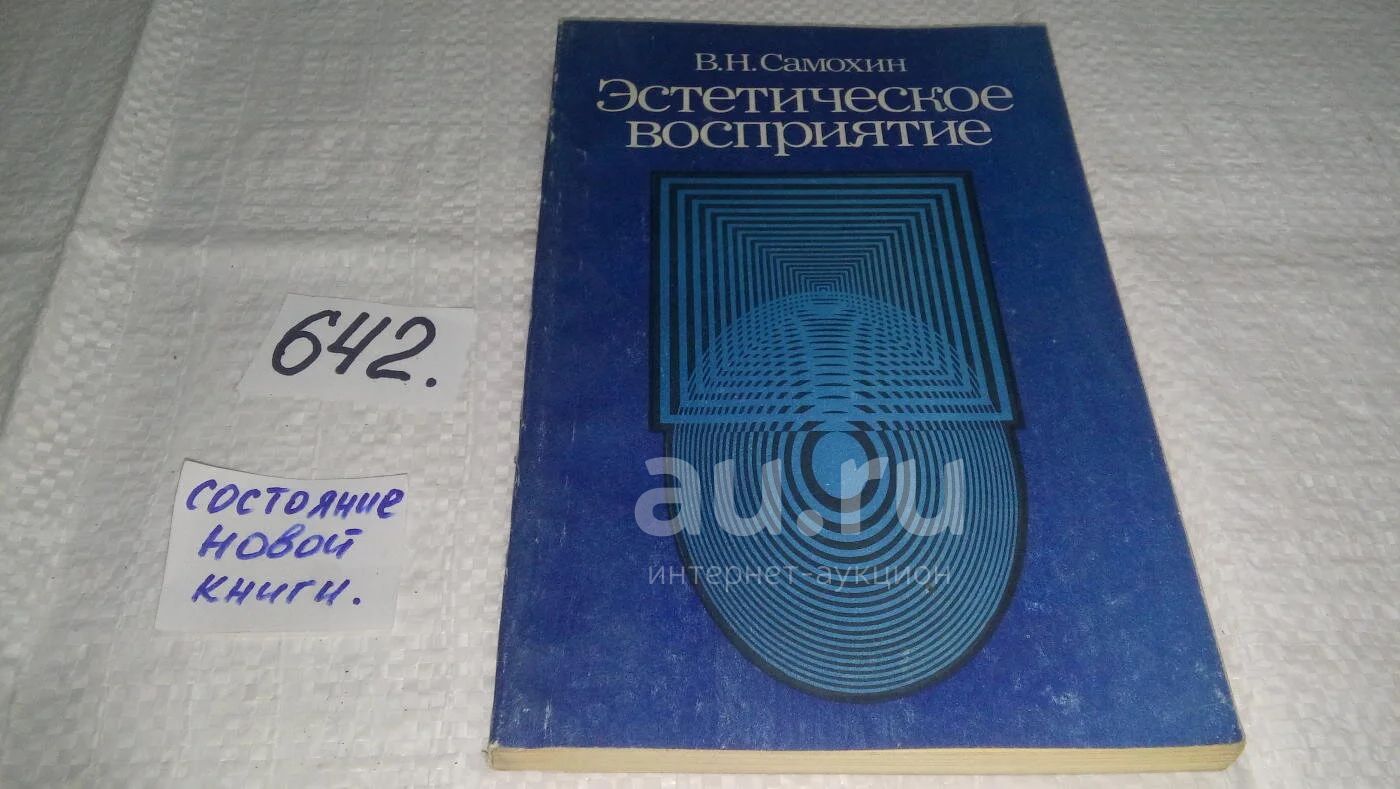 В.Н.Самохин
Эстетическое
восприятие
642.
состояние
новой
книги.
au.ru
интернет-аукцион